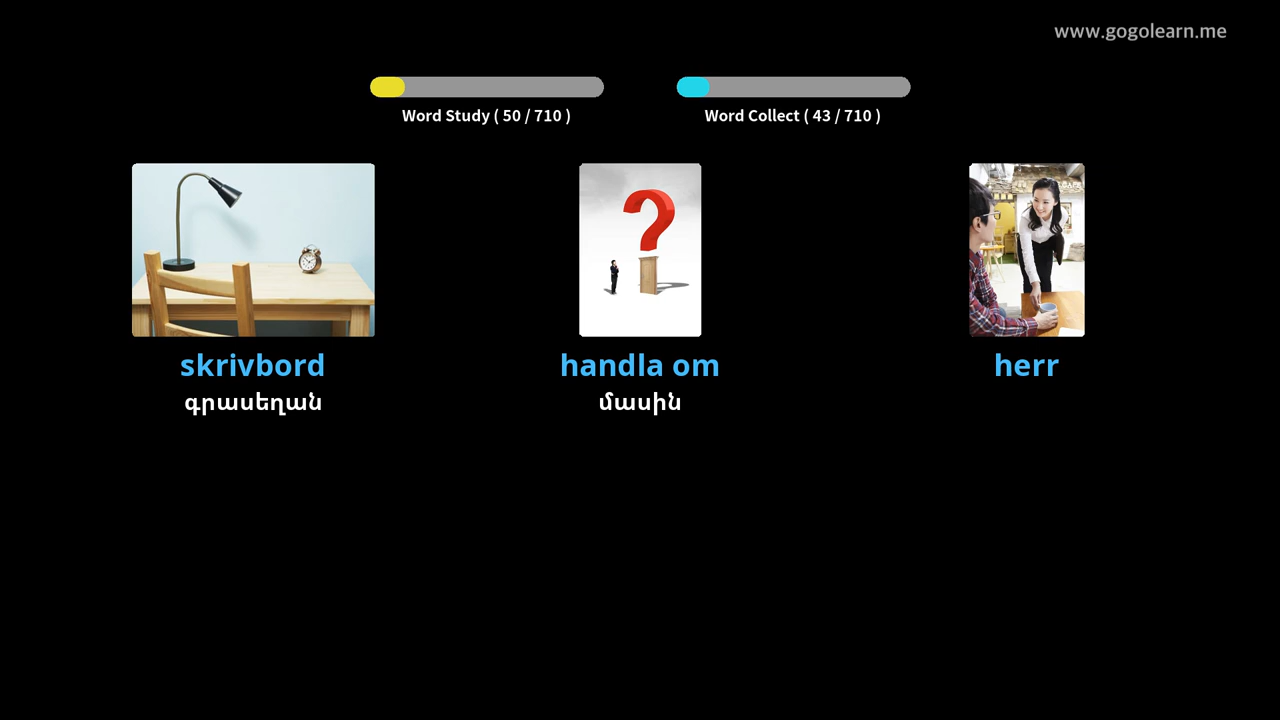 www.gogolearn.me
Word Study ( 50 / 710 )
Word Collect ( 43 / 710 )
skrivbord
գրասեղան
handla om
մասին
herr